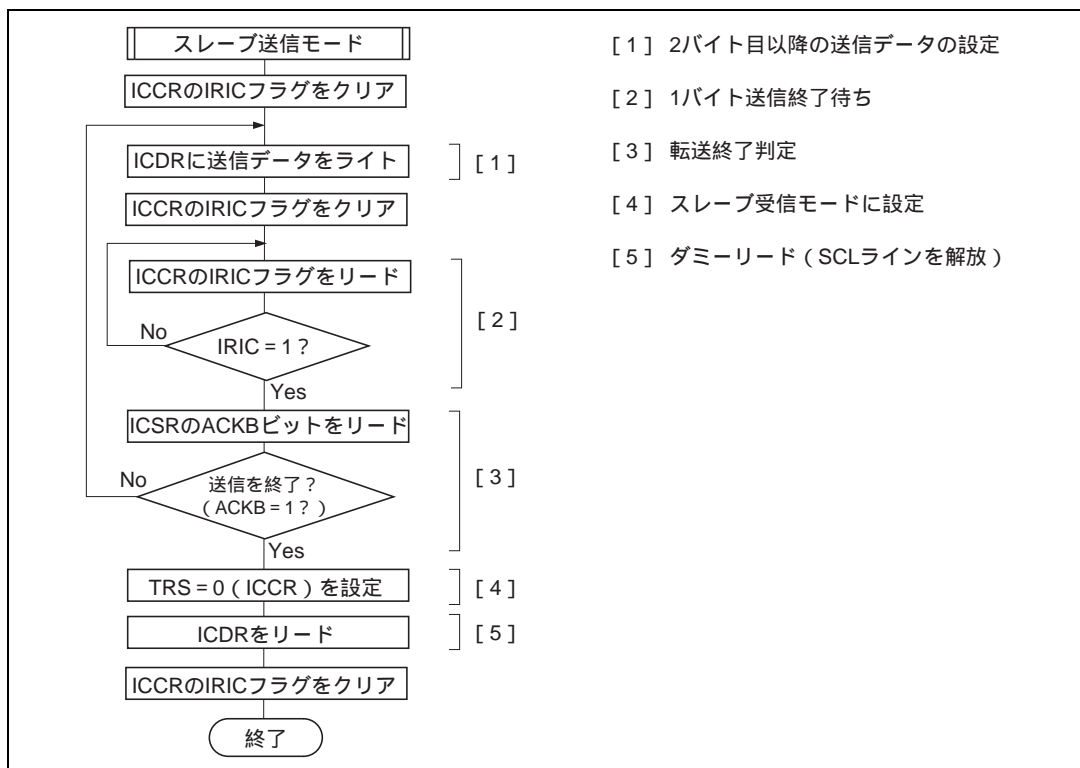 スレーブ送信モード
ICCRのIRICフラグをクリア
ICDRに送信データをライト
[1]
ICCRのIRICフラグをクリア
ICCRのIRICフラグをリード
[2]
No
IRIC=1?
Yes
ICSRのACKBビットをリード
[3]
No
送信を終了?
(ACKB=1?)
Yes
TRS=0(ICCR)を設定
[4]
ICDRをリード
[5]
ICCRのIRICフラグをクリア
終了
[1] 2バイト目以降の送信データの設定
[2] 1バイト送信終了待ち
[3] 転送終了判定
[4] スレーブ受信モードに設定
[5] ダミーリード(SCLラインを解放)